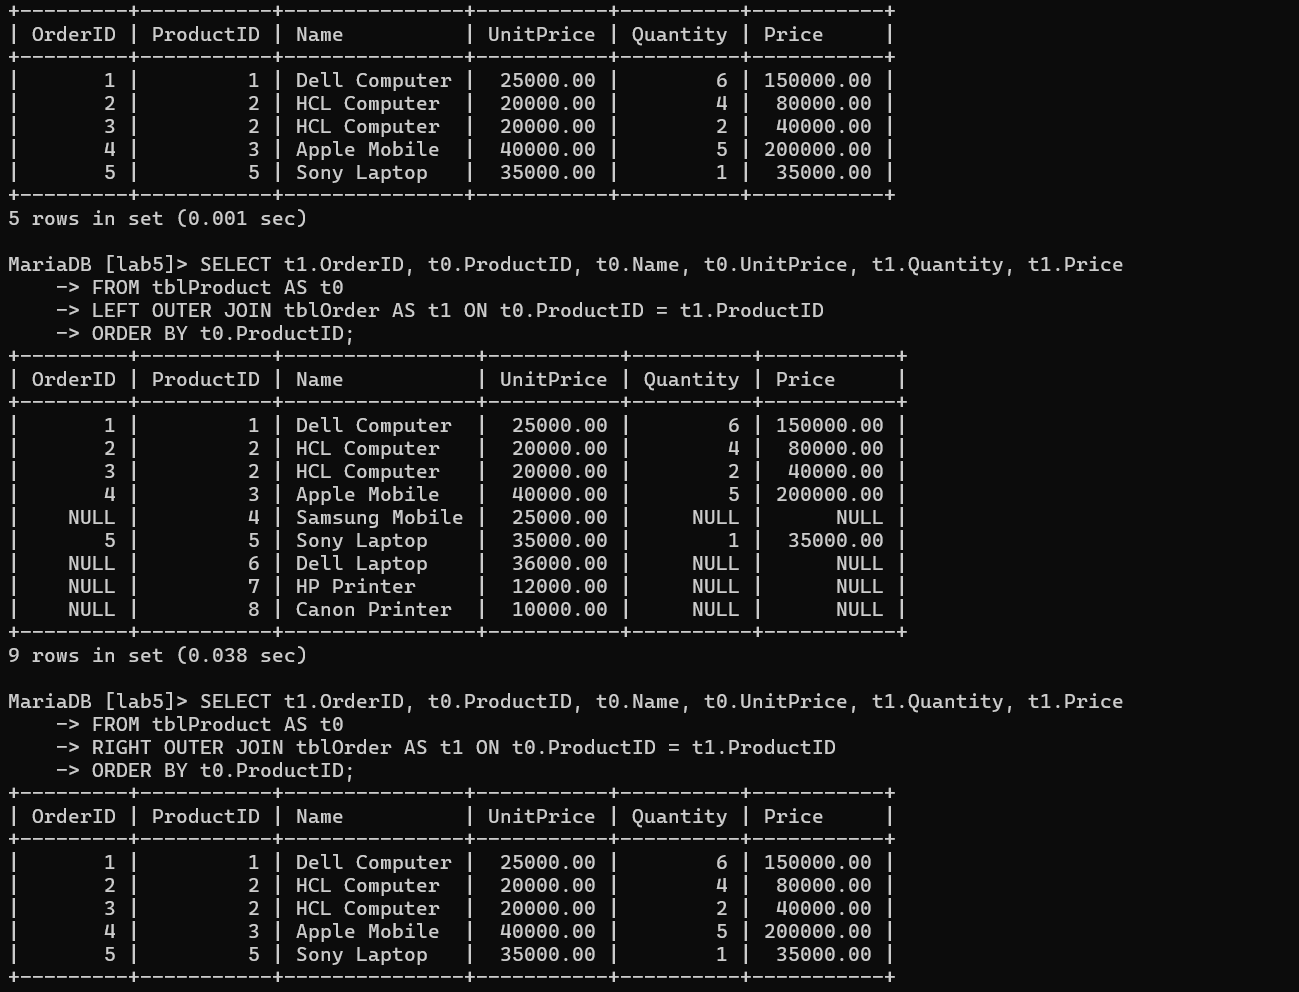 +---------+-----------+---------------+-----------+----------+-----------+
| OrderID | ProductID | Name          | UnitPrice | Quantity | Price     |
+---------+-----------+---------------+-----------+----------+-----------+
|       1 |         1 | Dell Computer |  25000.00 |        6 | 150000.00 |
|       2 |         2 | HCL Computer  |  20000.00 |        4 |  80000.00 |
|       3 |         2 | HCL Computer  |  20000.00 |        2 |  40000.00 |
|       4 |         3 | Apple Mobile  |  40000.00 |        5 | 200000.00 |
|       5 |         5 | Sony Laptop   |  35000.00 |        1 |  35000.00 |
+---------+-----------+---------------+-----------+----------+-----------+
5 rows in set (0.001 sec)

MariaDB [lab5]> SELECT t1.OrderID, t0.ProductID, t0.Name, t0.UnitPrice, t1.Quantity, t1.Price
    -> FROM tblProduct AS t0
    -> LEFT OUTER JOIN tblOrder AS t1 ON t0.ProductID = t1.ProductID
    -> ORDER BY t0.ProductID;
+---------+-----------+----------------+-----------+----------+-----------+
| OrderID | ProductID | Name           | UnitPrice | Quantity | Price     |
+---------+-----------+----------------+-----------+----------+-----------+
|       1 |         1 | Dell Computer  |  25000.00 |        6 | 150000.00 |
|       2 |         2 | HCL Computer   |  20000.00 |        4 |  80000.00 |
|       3 |         2 | HCL Computer   |  20000.00 |        2 |  40000.00 |
|       4 |         3 | Apple Mobile   |  40000.00 |        5 | 200000.00 |
|    NULL |         4 | Samsung Mobile |  25000.00 |     NULL |      NULL |
|       5 |         5 | Sony Laptop    |  35000.00 |        1 |  35000.00 |
|    NULL |         6 | Dell Laptop    |  36000.00 |     NULL |      NULL |
|    NULL |         7 | HP Printer     |  12000.00 |     NULL |      NULL |
|    NULL |         8 | Canon Printer  |  10000.00 |     NULL |      NULL |
+---------+-----------+----------------+-----------+----------+-----------+
9 rows in set (0.038 sec)

MariaDB [lab5]> SELECT t1.OrderID, t0.ProductID, t0.Name, t0.UnitPrice, t1.Quantity, t1.Price
    -> FROM tblProduct AS t0
    -> RIGHT OUTER JOIN tblOrder AS t1 ON t0.ProductID = t1.ProductID
    -> ORDER BY t0.ProductID;
+---------+-----------+---------------+-----------+----------+-----------+
| OrderID | ProductID | Name          | UnitPrice | Quantity | Price     |
+---------+-----------+---------------+-----------+----------+-----------+
|       1 |         1 | Dell Computer |  25000.00 |        6 | 150000.00 |
|       2 |         2 | HCL Computer  |  20000.00 |        4 |  80000.00 |
|       3 |         2 | HCL Computer  |  20000.00 |        2 |  40000.00 |
|       4 |         3 | Apple Mobile  |  40000.00 |        5 | 200000.00 |
|       5 |         5 | Sony Laptop   |  35000.00 |        1 |  35000.00 |
+---------+-----------+---------------+-----------+----------+-----------+